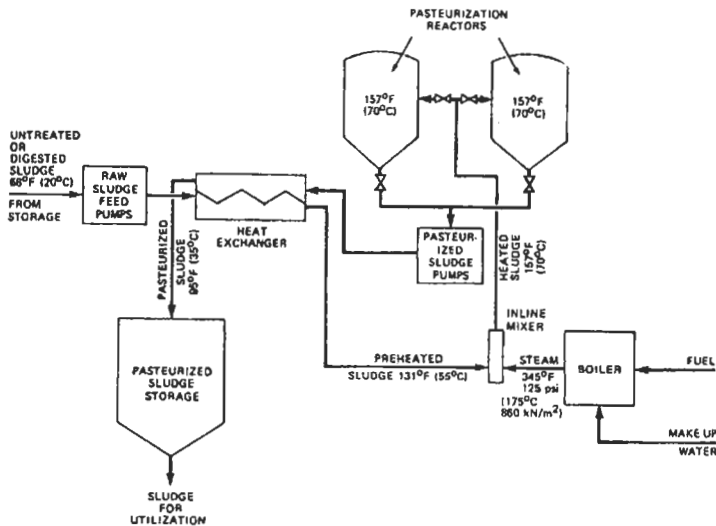 PASTEURIZATION
REACTORS
157°F
(70°C)
157°F
(70°C)
UNTREATED
OR
DIGESTED
SLUDGE
68°F (20°C)
FROM
STORAGE
RAW
SLUDGE
FEED
PUMPS
HEAT
EXCHANGER
PASTEURIZED
SLUDGE
95°F (35°C)
PASTEUR-
IZED
SLUDGE
PUMPS
HEATED
SLUDGE
157°F
(70°C)
INLINE
MIXER
PASTEURIZED
SLUDGE
STORAGE
PREHEATED
SLUDGE 131°F (55°C)
STEAM
345°F
125 psi
(175°C
860 kN/m²)
BOILER
FUEL
MAKE UP
WATER
SLUDGE
FOR
UTILIZATION